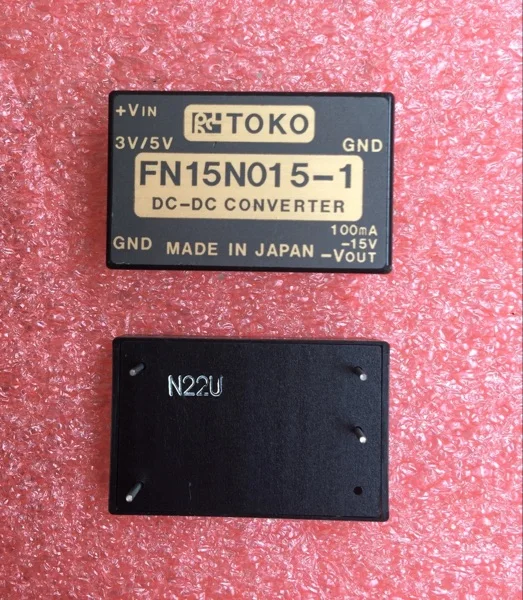 +VIN
TOKO
3V/5V
GND
FN15N015-1
DC-DC CONVERTER
100mA
-15V
GND MADE IN JAPAN -VOUT
N22U